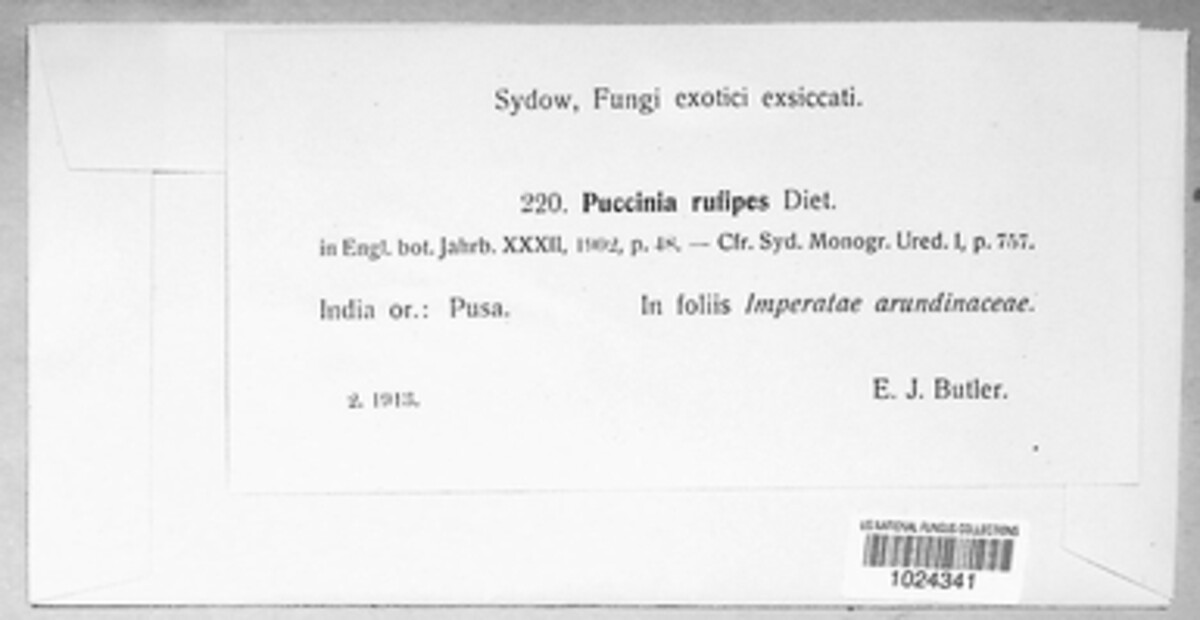 Sydow, Fungi exotici exsiccati.
220. Puccinia rufipes Diet.
in Engl. bot. Jahrb. XXXII, 1902, p. 48. — Cfr. Syd. Monogr. Ured. I, p. 757.
India or.: Pusa. In foliis Imperatae arundinaceae.
2. 1913. E. J. Butler.
US NATIONAL FUNGUS COLLECTIONS
1024341